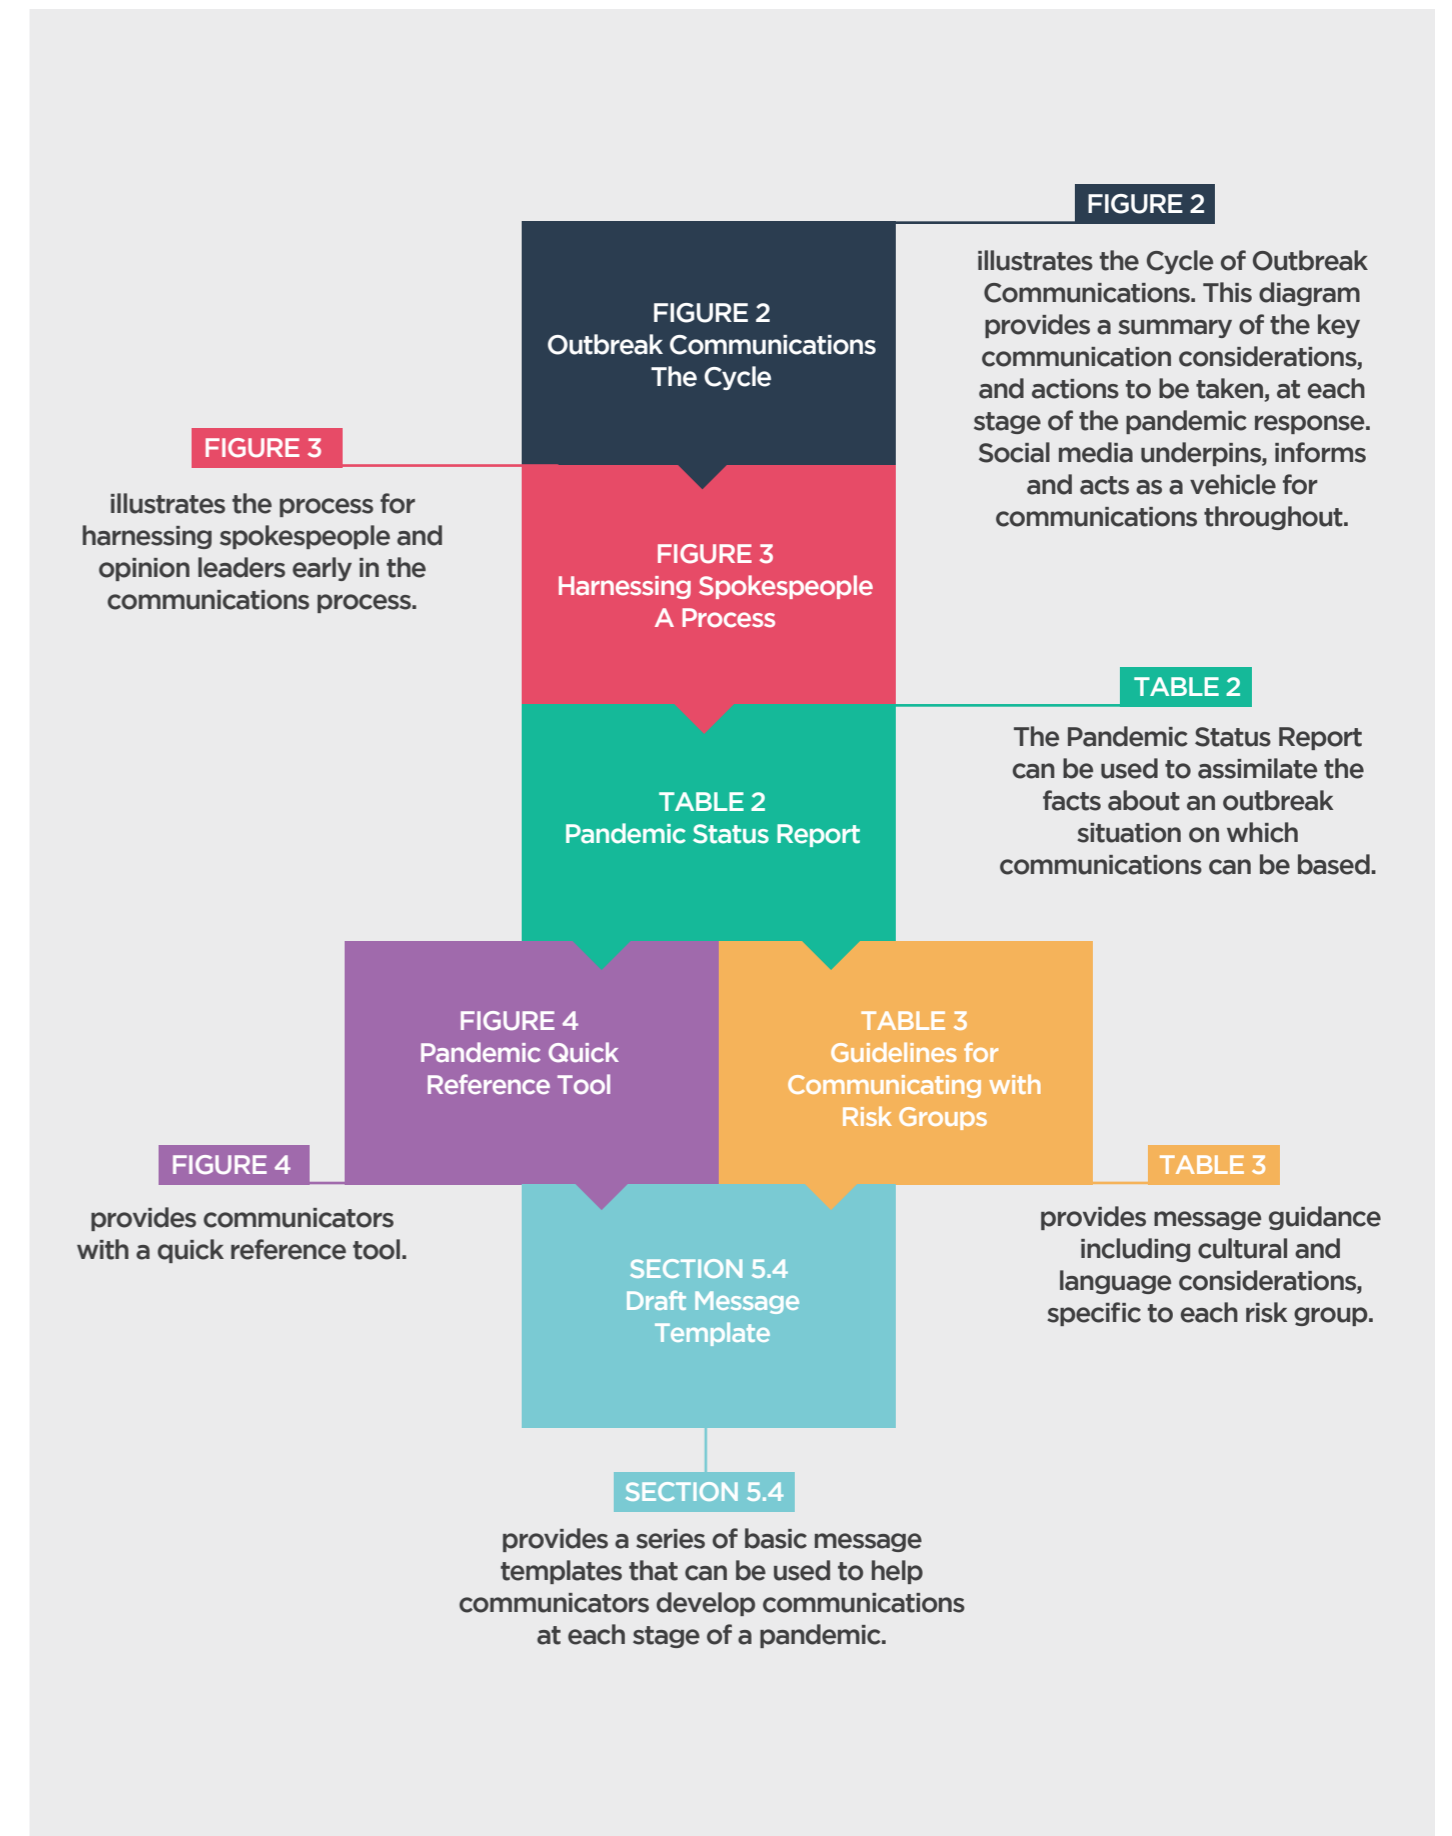 FIGURE 2
illustrates the Cycle of Outbreak
Communications. This diagram
provides a summary of the key
communication considerations,
and actions to be taken, at each
stage of the pandemic response.
Social media underpins, informs
and acts as a vehicle for
communications throughout.
FIGURE 2
Outbreak Communications
The Cycle
FIGURE 3
illustrates the process for
harnessing spokespeople and
opinion leaders early in the
communications process.
FIGURE 3
Harnessing Spokespeople
A Process
TABLE 2
The Pandemic Status Report
can be used to assimilate the
facts about an outbreak
situation on which
communications can be based.
TABLE 2
Pandemic Status Report
FIGURE 4
Pandemic Quick
Reference Tool
TABLE 3
Guidelines for
Communicating with
Risk Groups
FIGURE 4
provides communicators
with a quick reference tool.
TABLE 3
provides message guidance
including cultural and
language considerations,
specific to each risk group.
SECTION 5.4
Draft Message
Template
SECTION 5.4
provides a series of basic message
templates that can be used to help
communicators develop communications
at each stage of a pandemic.